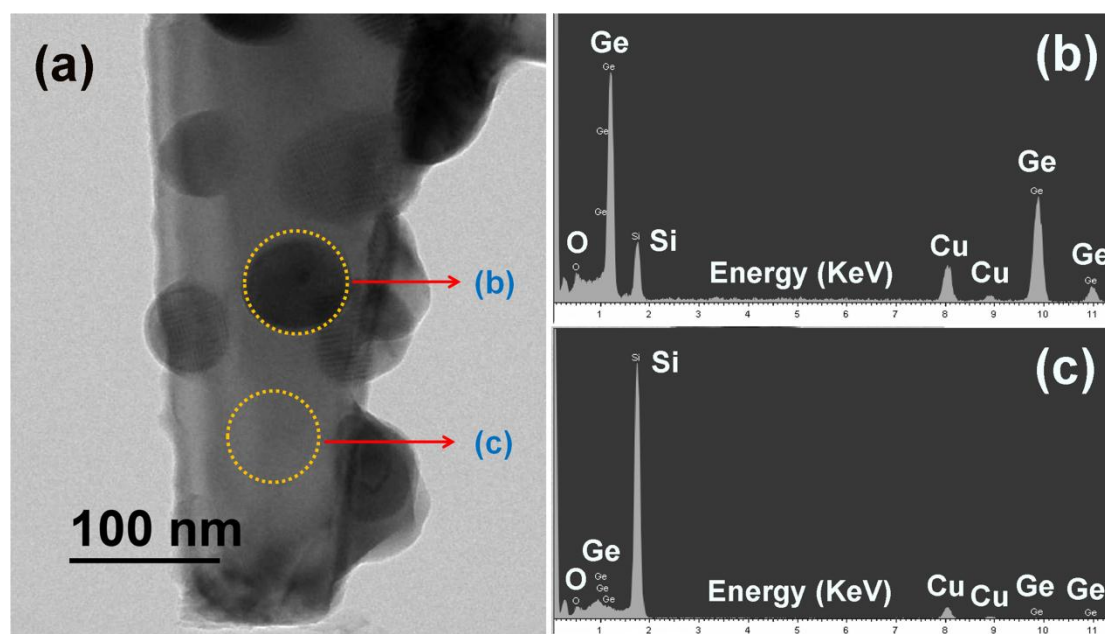 (a)
(b)
(c)
100 nm
(b)
Ge
Ge
Ge
Ge
O
O
Si
Si
Energy (KeV)
Cu
Cu
Ge
Ge
Ge
Ge
1 2 3 4 5 6 7 8 9 10 11
(c)
Si
Si
Ge
Ge
Ge
Ge
O
O
Energy (KeV)
Cu
Cu
Ge
Ge
Ge
Ge
1 2 3 4 5 6 7 8 9 10 11